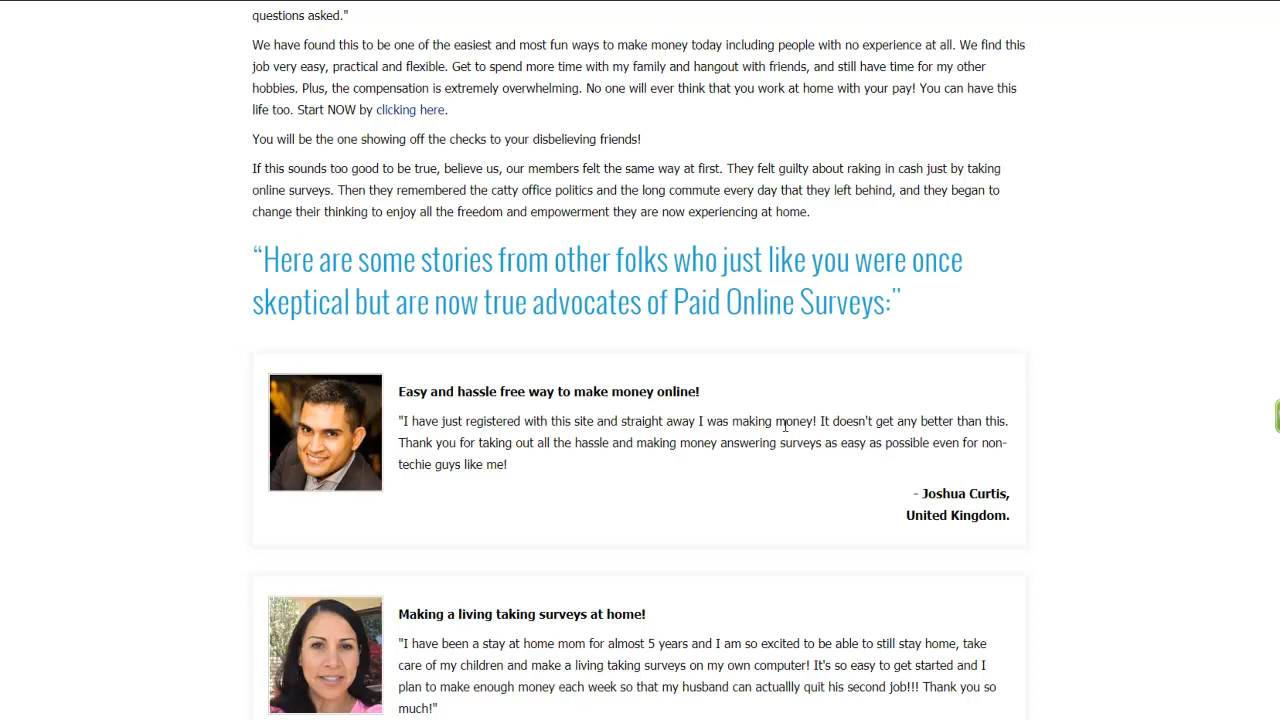 questions asked."
We have found this to be one of the easiest and most fun ways to make money today including people with no experience at all. We find this
job very easy, practical and flexible. Get to spend more time with my family and hangout with friends, and still have time for my other
hobbies. Plus, the compensation is extremely overwhelming. No one will ever think that you work at home with your pay! You can have this
life too. Start NOW by clicking here.
You will be the one showing off the checks to your disbelieving friends!
If this sounds too good to be true, believe us, our members felt the same way at first. They felt guilty about raking in cash just by taking
online surveys. Then they remembered the catty office politics and the long commute every day that they left behind, and they began to
change their thinking to enjoy all the freedom and empowerment they are now experiencing at home.
“Here are some stories from other folks who just like you were once
skeptical but are now true advocates of Paid Online Surveys:"
Easy and hassle free way to make money online!
"I have just registered with this site and straight away I was making money! It doesn't get any better than this.
Thank you for taking out all the hassle and making money answering surveys as easy as possible even for non-
techie guys like me!
- Joshua Curtis,
United Kingdom.
Making a living taking surveys at home!
"I have been a stay at home mom for almost 5 years and I am so excited to be able to still stay home, take
care of my children and make a living taking surveys on my own computer! It's so easy to get started and I
plan to make enough money each week so that my husband can actuallly quit his second job!!! Thank you so
much!"